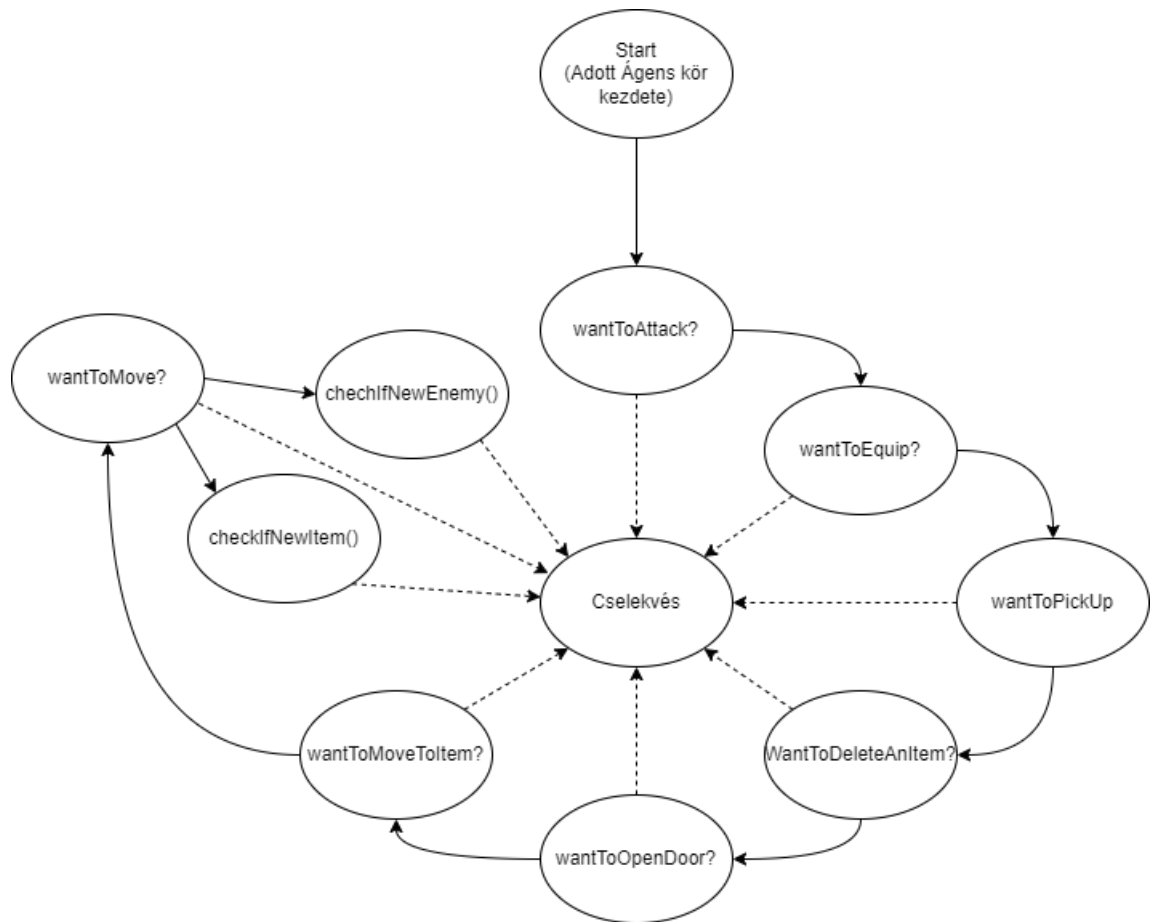 Start
(Adott Ágens kör
kezdete)
wantToAttack?
wantToMove?
chechIfNewEnemy()
wantToEquip?
checkIfNewItem()
Cselekvés
wantToPickUp
wantToMoveToItem?
WantToDeleteAnItem?
wantToOpenDoor?